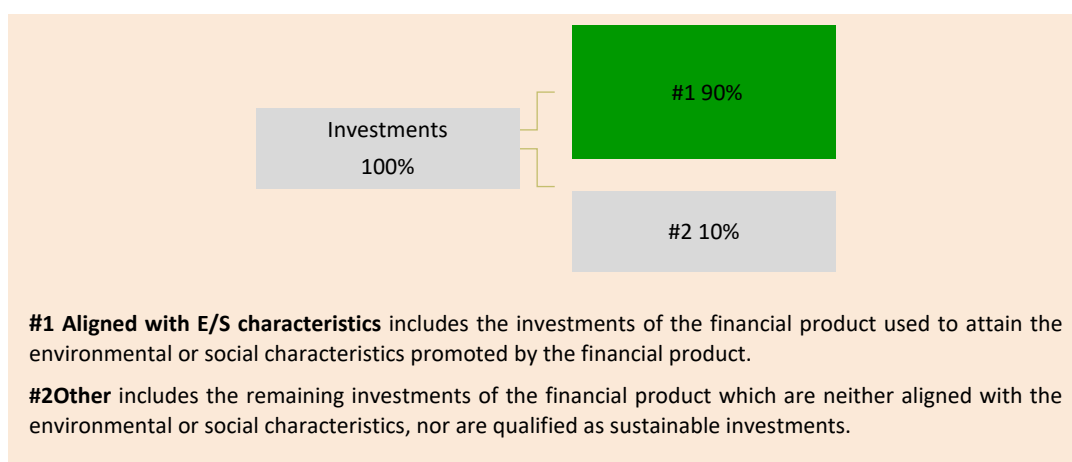 #1 90%
Investments
100%
#2 10%
#1 Aligned with E/S characteristics includes the investments of the financial product used to attain the
environmental or social characteristics promoted by the financial product.
#2Other includes the remaining investments of the financial product which are neither aligned with the
environmental or social characteristics, nor are qualified as sustainable investments.